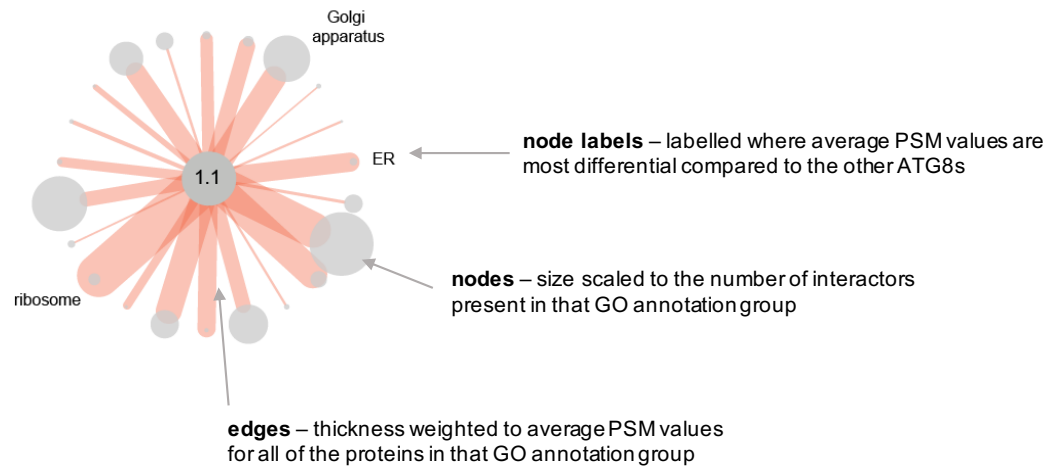 Golgi
apparatus
node labels – labelled where average PSM values are
most differential compared to the other ATG8s
ER
1.1
nodes – size scaled to the number of interactors
present in that GO annotation group
ribosome
edges – thickness weighted to average PSM values
for all of the proteins in that GO annotation group